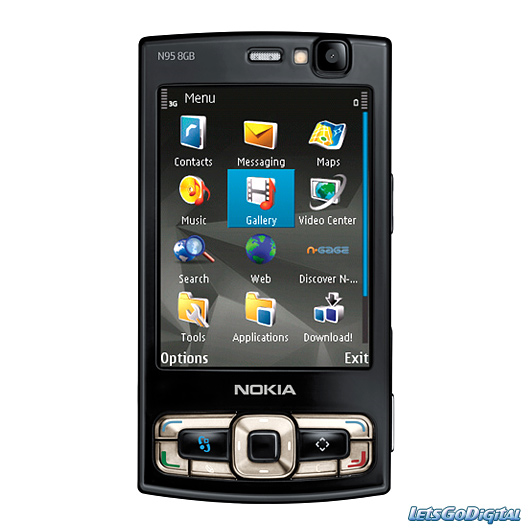 N95 8GB
3G Menu
Contacts Messaging Maps
Music Gallery Video Center
n-gage
Search Web Discover N-...
Tools Applications Download!
Options Exit
NOKIA
LetsGoDigital